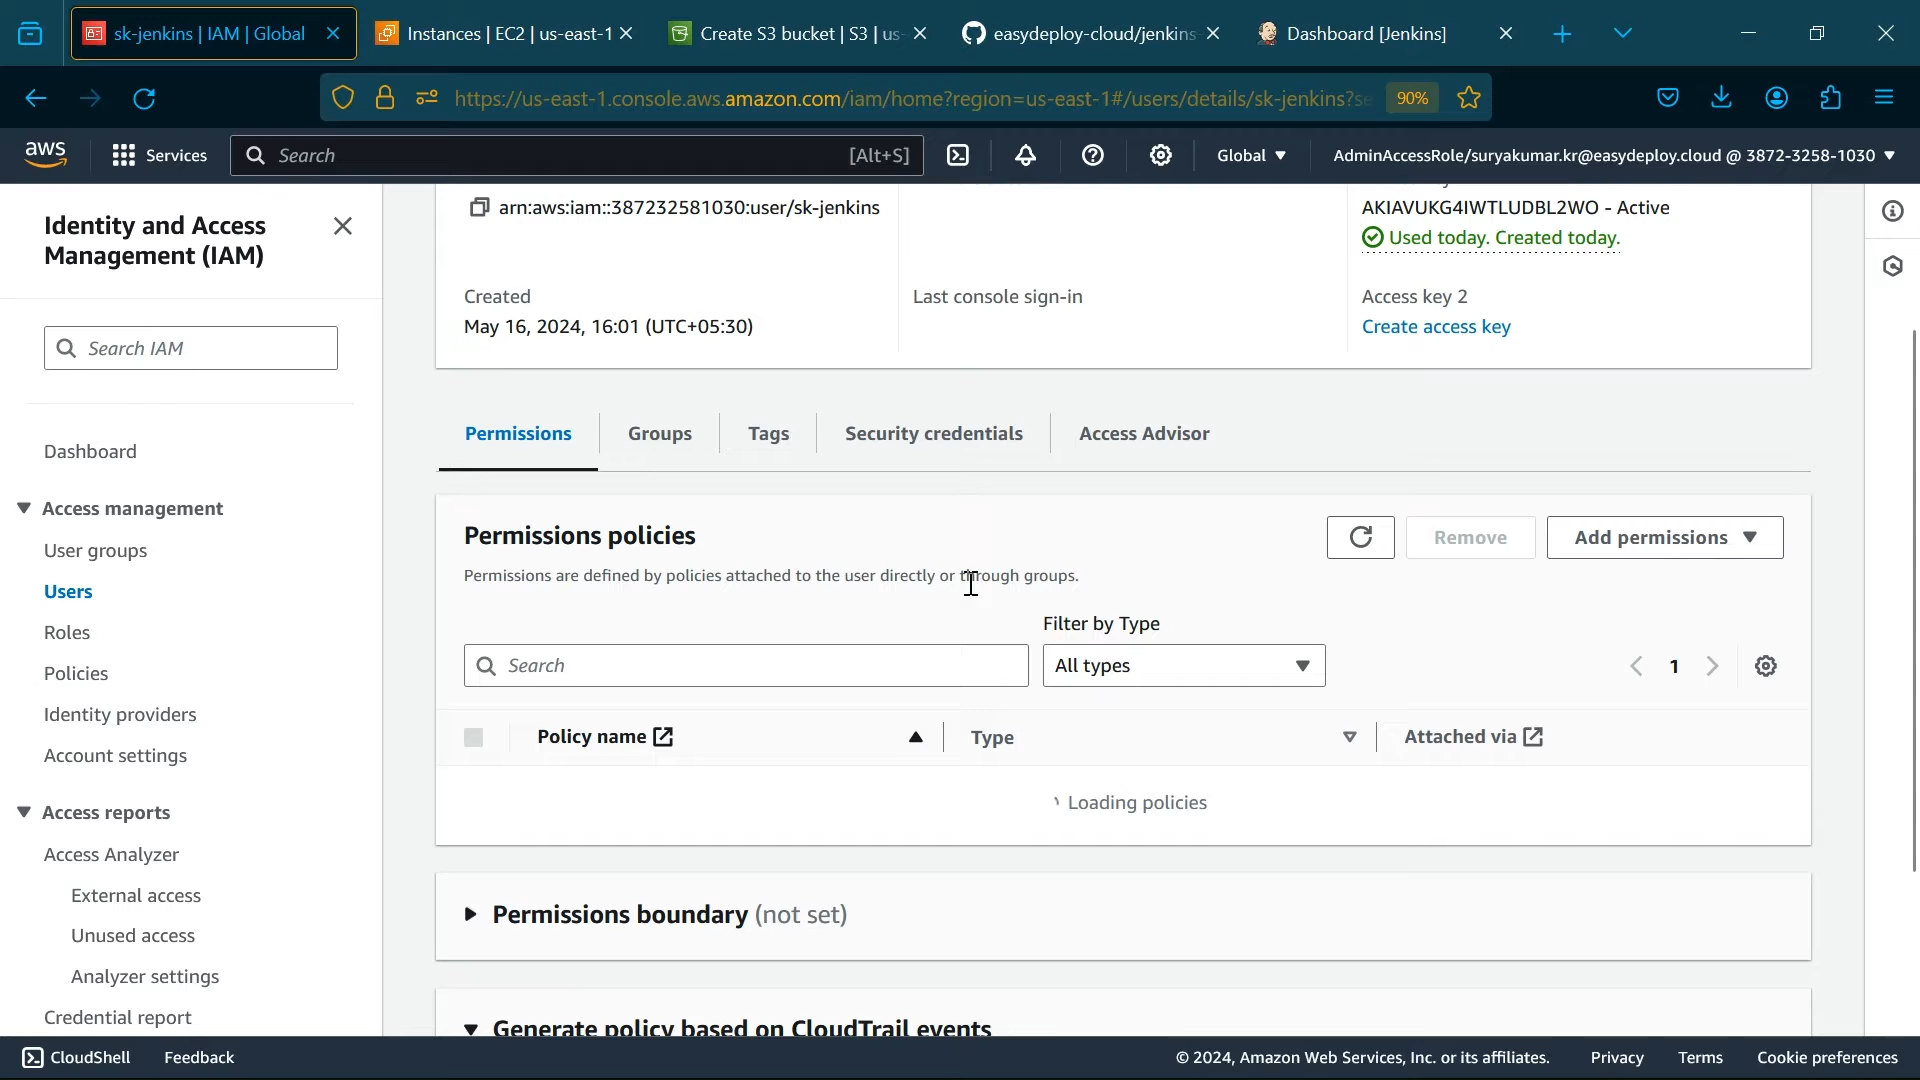 sk-jenkins | IAM | Global
Instances | EC2 | us-east-1
Create S3 bucket | S3 | us-
easydeploy-cloud/jenkins-
Dashboard [Jenkins]
https://us-east-1.console.aws.amazon.com/iam/home?region=us-east-1#/users/details/sk-jenkins?se
90%
aws
Services
Search
[Alt+S]
Global
AdminAccessRole/suryakumar.kr@easydeploy.cloud @ 3872-3258-1030
Identity and Access
Management (IAM)
Search IAM
Dashboard
Access management
User groups
Users
Roles
Policies
Identity providers
Account settings
Access reports
Access Analyzer
External access
Unused access
Analyzer settings
Credential report
arn:aws:iam::387232581030:user/sk-jenkins
AKIAVUKG4IWTLUDBL2WO - Active
Used today. Created today.
Created
May 16, 2024, 16:01 (UTC+05:30)
Last console sign-in
Access key 2
Create access key
Permissions
Groups
Tags
Security credentials
Access Advisor
Permissions policies
Remove
Add permissions
Permissions are defined by policies attached to the user directly or through groups.
Filter by Type
Search
All types
1
Policy name
Type
Attached via
Loading policies
Permissions boundary (not set)
Generate policy based on CloudTrail events
CloudShell
Feedback
© 2024, Amazon Web Services, Inc. or its affiliates.
Privacy
Terms
Cookie preferences